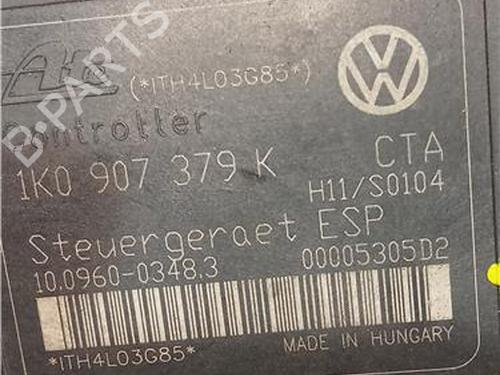 Ate
(*ITH4L03G85*)
Controller
1K0 907 379 K
CTA
H11/S0104
Steuergeraet ESP
10.0960-0348.3
00005305D2
*ITH4L03G85*
MADE IN HUNGARY
B-PARTS